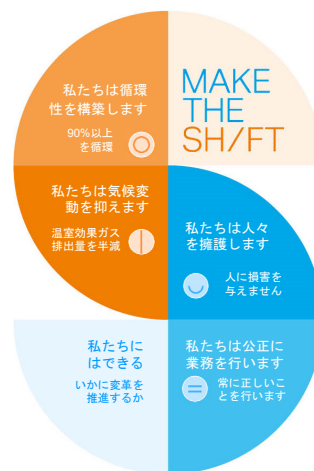 私たちは循環
性を構築します
90%以上
を循環
MAKE
THE
SH/FT
私たちは気候変
動を抑えます
温室効果ガス
排出量を半減
私たちは人々
を擁護します
人に損害を
与えません
私たちに
はできる
いかに変革を
推進するか
私たちは公正に
業務を行います
常に正しいこ
とを行います